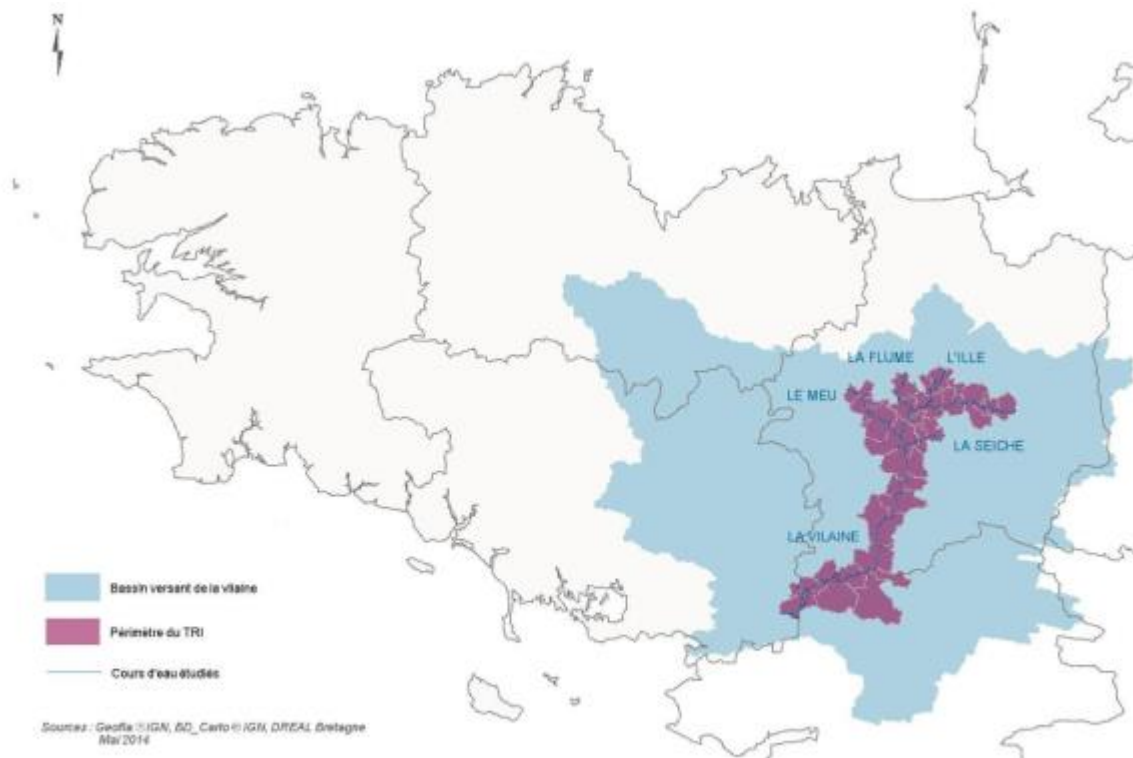 N
LA FLUME
L'ILLE
LE MEU
LA SEICHE
LA VILAINE
Bassin versant de la vilaine
Périmètre du TRI
Cours d'eau étudiés
Sources : Geofla © IGN, BD_Carto © IGN, DREAL Bretagne
Mai 2014